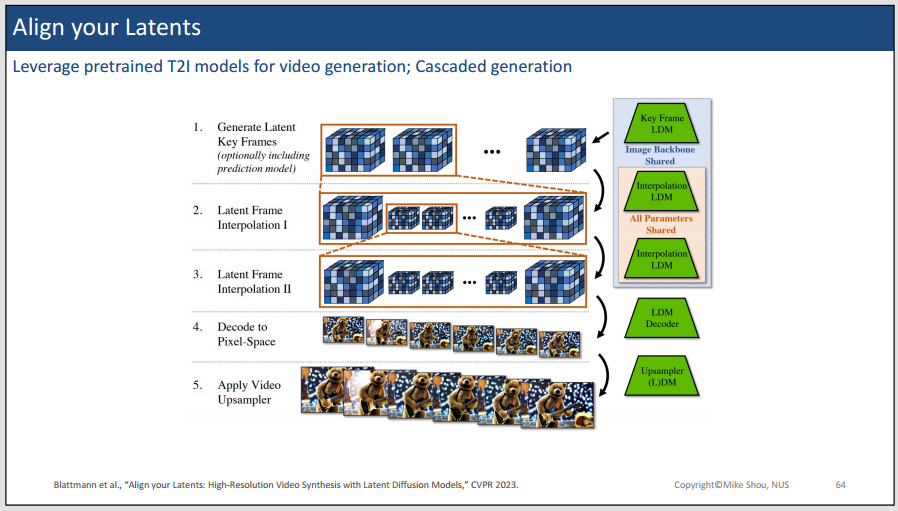 Align your Latents
Leverage pretrained T2I models for video generation; Cascaded generation
1. Generate Latent
Key Frames
(optionally including
prediction model)
Key Frame
LDM
Image Backbone
Shared
2. Latent Frame
Interpolation I
Interpolation
LDM
All Parameters
Shared
3. Latent Frame
Interpolation II
Interpolation
LDM
4. Decode to
Pixel-Space
LDM
Decoder
5. Apply Video
Upsampler
Upsampler
(L)DM
Blattmann et al., “Align your Latents: High-Resolution Video Synthesis with Latent Diffusion Models,” CVPR 2023.
Copyright©Mike Shou, NUS
64